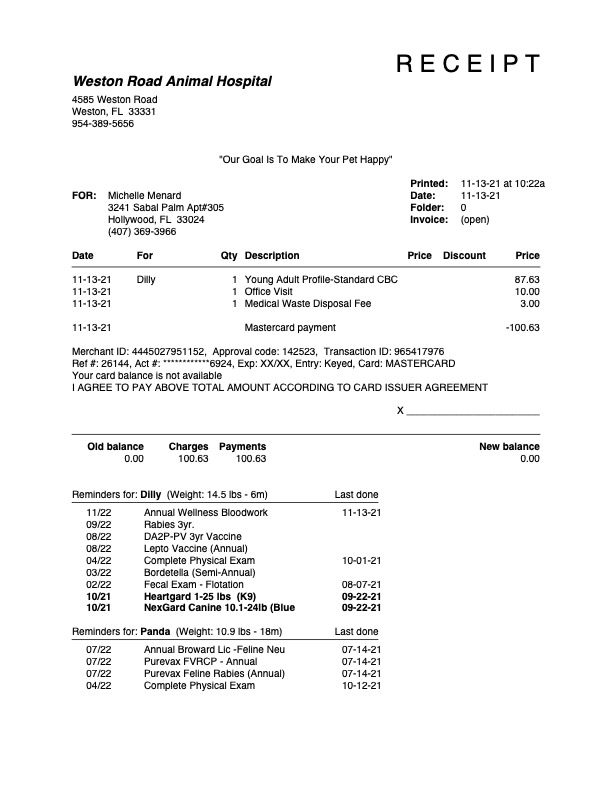 RECEIPT
Weston Road Animal Hospital
4585 Weston Road
Weston, FL 33331
954-389-5656
"Our Goal Is To Make Your Pet Happy"
Printed: 11-13-21 at 10:22a
FOR: Michelle Menard Date: 11-13-21
3241 Sabal Palm Apt#305 Folder: 0
Hollywood, FL 33024 Invoice: (open)
(407) 369-3966
Date For Qty Description Price Discount Price
11-13-21 Dilly 1 Young Adult Profile-Standard CBC 87.63
11-13-21 1 Office Visit 10.00
11-13-21 1 Medical Waste Disposal Fee 3.00
11-13-21 Mastercard payment -100.63
Merchant ID: 4445027951152, Approval code: 142523, Transaction ID: 965417976
Ref #: 26144, Act #: ************6924, Exp: XX/XX, Entry: Keyed, Card: MASTERCARD
Your card balance is not available
I AGREE TO PAY ABOVE TOTAL AMOUNT ACCORDING TO CARD ISSUER AGREEMENT
X ________________________
Old balance Charges Payments New balance
0.00 100.63 100.63 0.00
Reminders for: Dilly (Weight: 14.5 lbs - 6m) Last done
11/22 Annual Wellness Bloodwork 11-13-21
09/22 Rabies 3yr.
08/22 DA2P-PV 3yr Vaccine
08/22 Lepto Vaccine (Annual)
04/22 Complete Physical Exam 10-01-21
03/22 Bordetella (Semi-Annual)
02/22 Fecal Exam - Flotation 08-07-21
10/21 Heartgard 1-25 lbs (K9) 09-22-21
10/21 NexGard Canine 10.1-24lb (Blue 09-22-21
Reminders for: Panda (Weight: 10.9 lbs - 18m) Last done
07/22 Annual Broward Lic -Feline Neu 07-14-21
07/22 Purevax FVRCP - Annual 07-14-21
07/22 Purevax Feline Rabies (Annual) 07-14-21
04/22 Complete Physical Exam 10-12-21